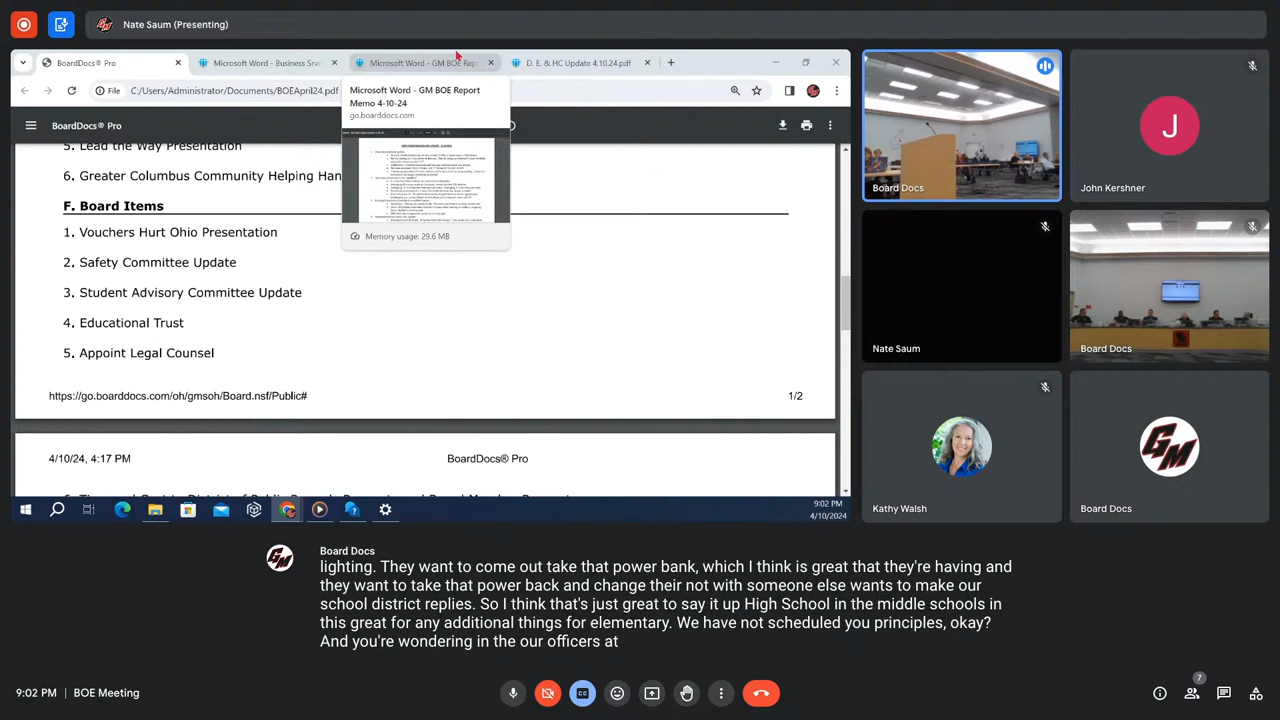 Nate Saum (Presenting)
BoardDocs® Pro
Microsoft Word - Business Srvs
Microsoft Word - GM BOE Repo
D. E. & HC Update 4.10.24.pdf
File
C:/Users/Administrator/Documents/BOEApril24.pdf
Microsoft Word - GM BOE Report
Memo 4-10-24
go.boarddocs.com
BoardDocs® Pro
5. Lead the Way Presentation
6. Greater Columbus Community Helping Han
F. Board Items
1. Vouchers Hurt Ohio Presentation
2. Safety Committee Update
3. Student Advisory Committee Update
4. Educational Trust
5. Appoint Legal Counsel
Memory usage: 29.6 MB
https://go.boarddocs.com/oh/gmsoh/Board.nsf/Public#
1/2
4/10/24, 4:17 PM
BoardDocs® Pro
9:02 PM
4/10/2024
Board Docs
J
John Kershner
Nate Saum
Board Docs
Kathy Walsh
GM
Board Docs
Board Docs
lighting. They want to come out take that power bank, which I think is great that they're having and
they want to take that power back and change their not with someone else wants to make our
school district replies. So I think that's just great to say it up High School in the middle schools in
this great for any additional things for elementary. We have not scheduled you principles, okay?
And you're wondering in the our officers at
9:02 PM | BOE Meeting
7